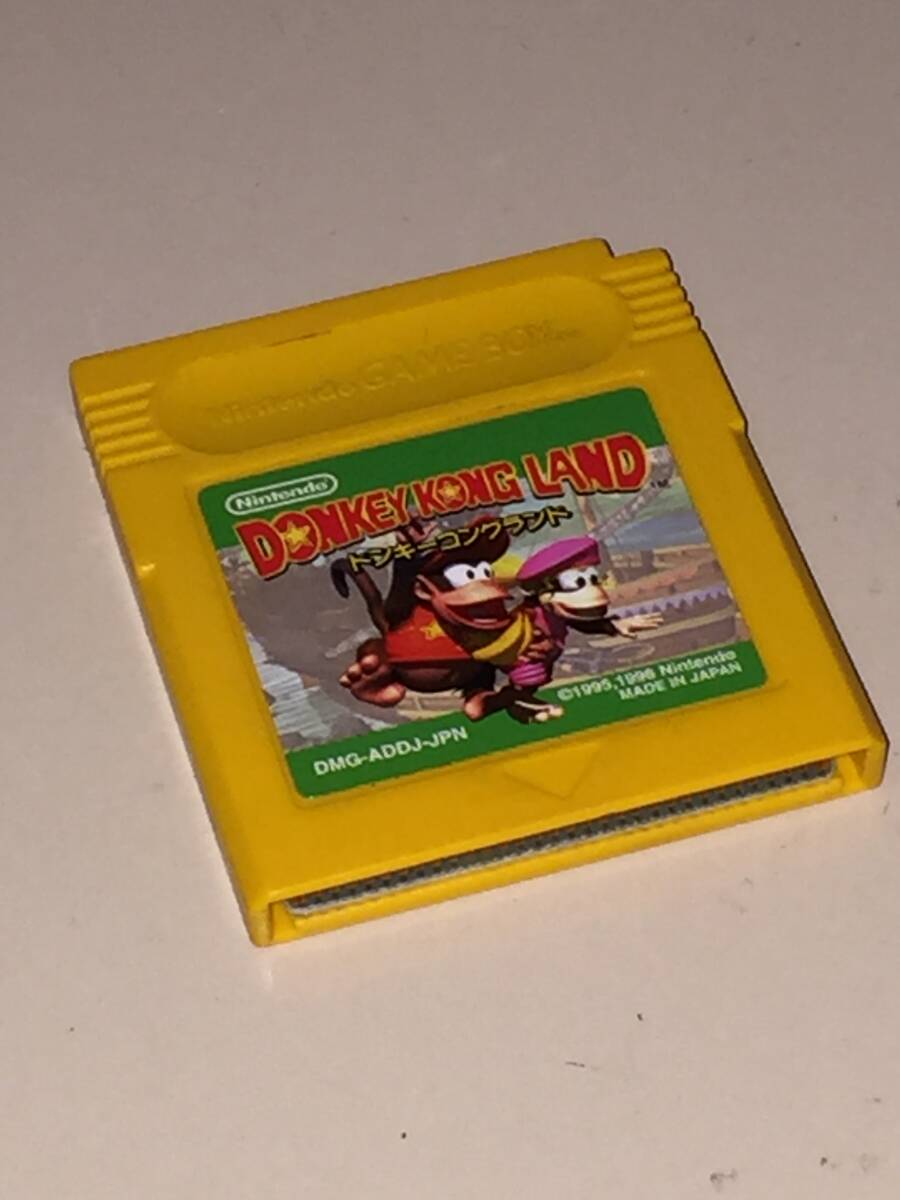 Nintendo GAME BOY
Nintendo
DONKEY KONG LAND
TM
ドンキーコングランド
©1995,1996 Nintendo
MADE IN JAPAN
DMG-ADDJ-JPN